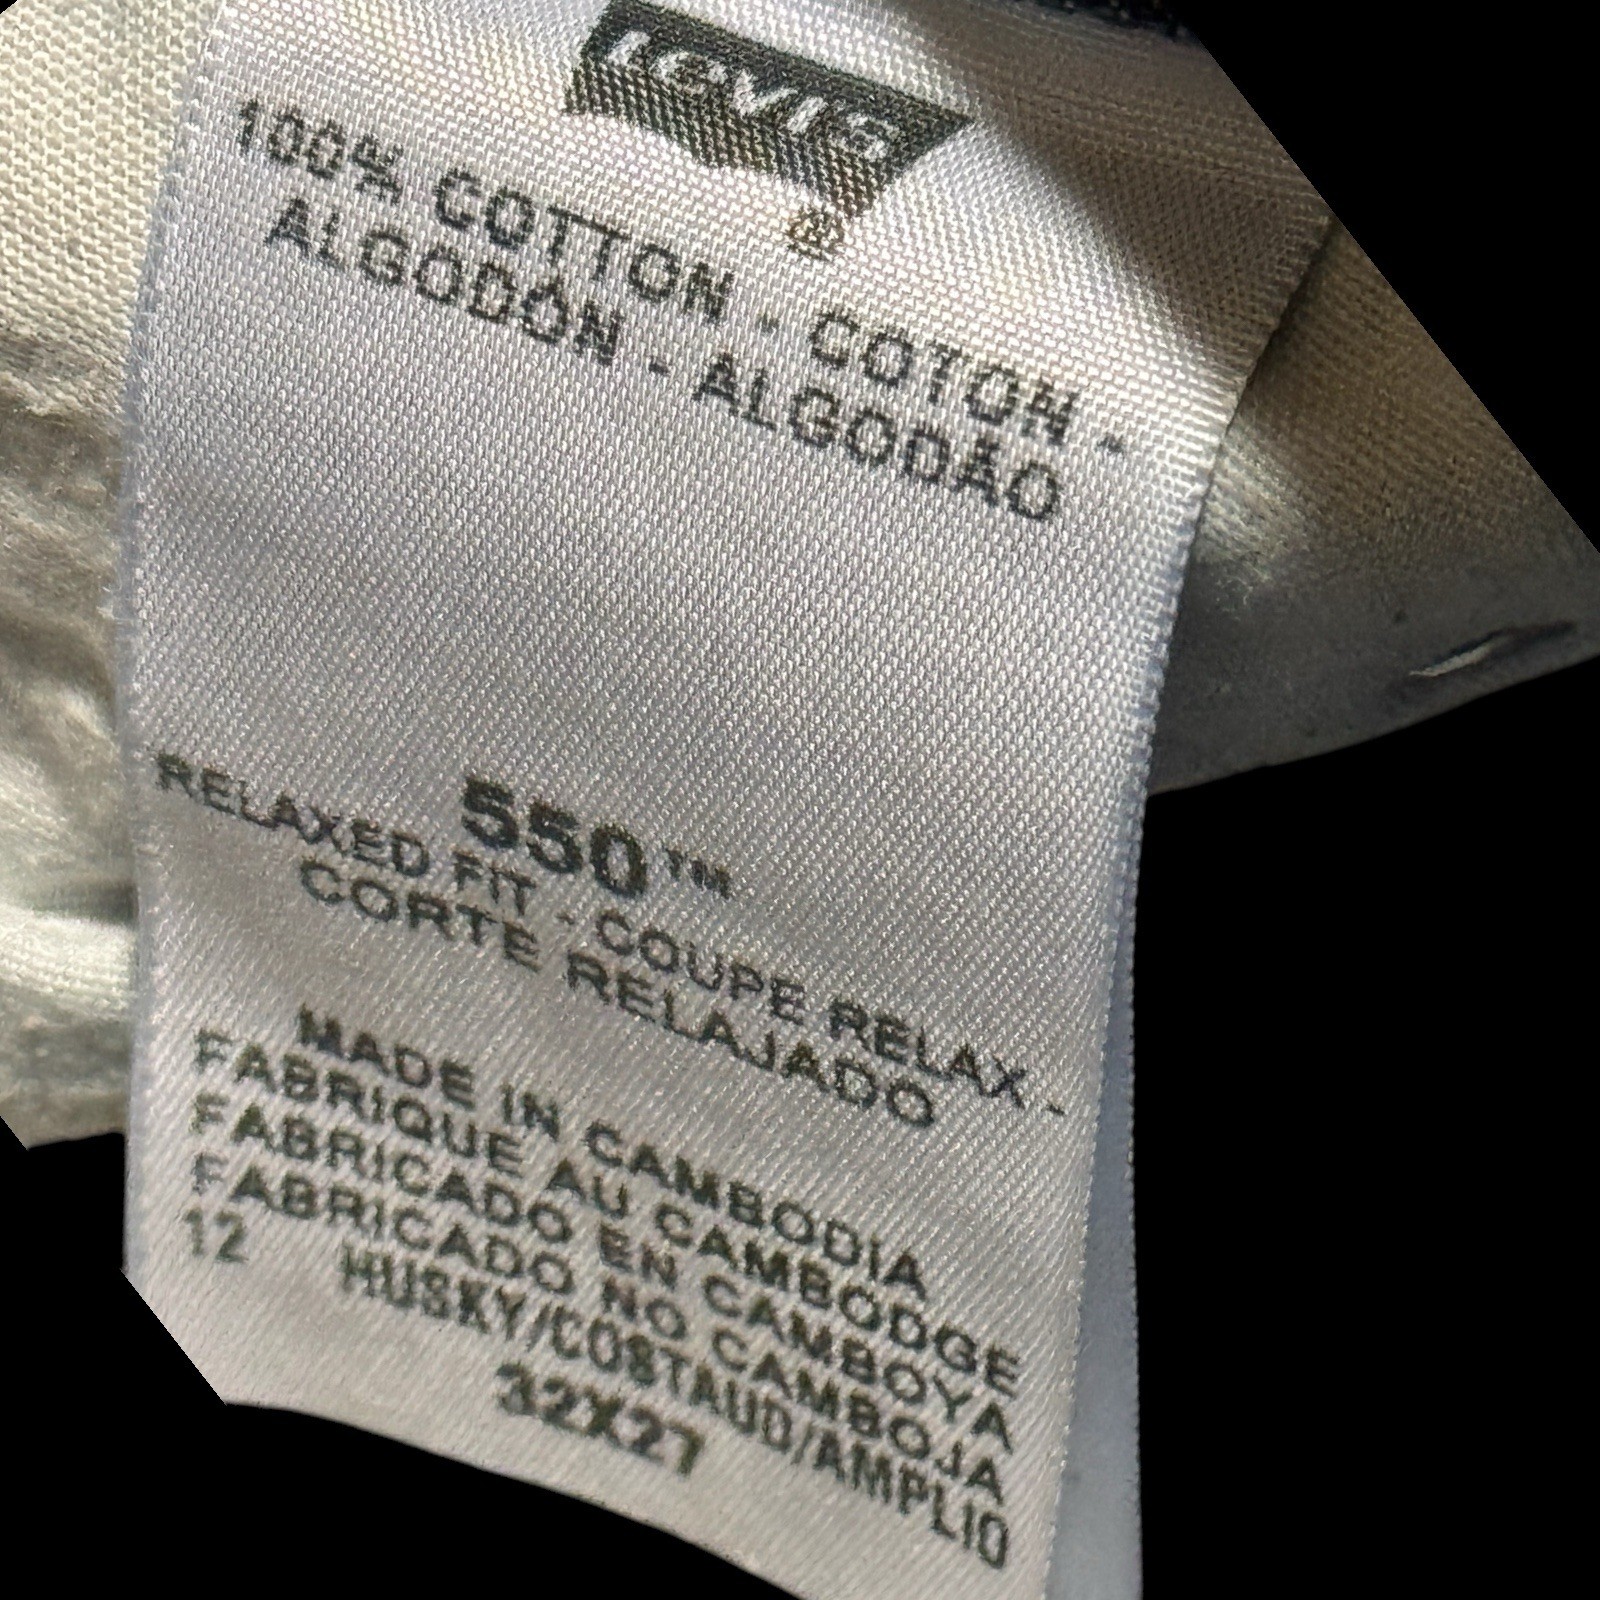 Levi's
®
100% COTTON - COTON -
ALGODÓN - ALGODÃO
550™
RELAXED FIT - COUPE RELAX -
CORTE RELAJADO
MADE IN CAMBODIA
FABRIQUE AU CAMBODGE
FABRICADO EN CAMBOYA
FABRICADO NO CAMBOJA
12 HUSKY/COSTAUD/AMPLIO
32X27